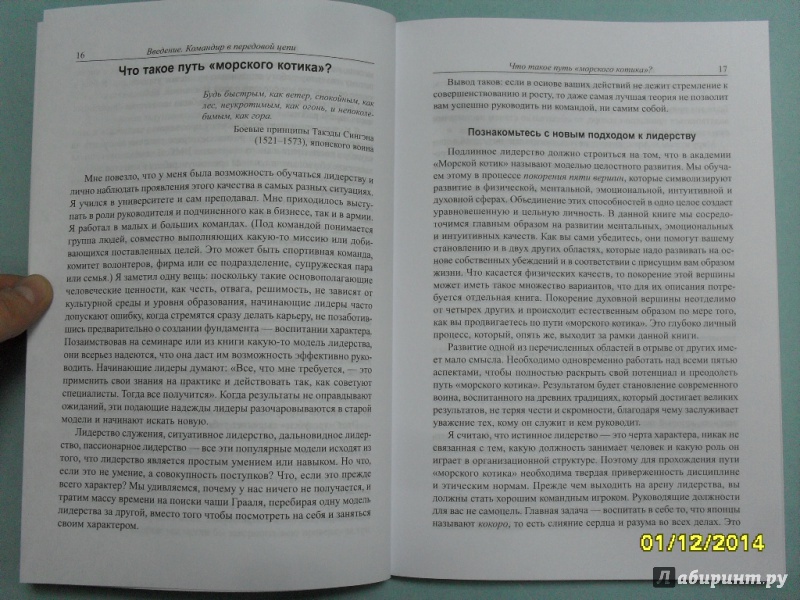 16
Введение. Командир в передовой цепи
Что такое путь «морского котика»?
Будь быстрым, как ветер, спокойным, как
лес, неукротимым, как огонь, и непоколе-
бимым, как гора.
Боевые принципы Такэды Сингэна
(1521–1573), японского воина
Мне повезло, что у меня была возможность обучаться лидерству и
лично наблюдать проявления этого качества в самых разных ситуациях.
Я учился в университете и сам преподавал. Мне приходилось высту-
пать в роли руководителя и подчиненного как в бизнесе, так и в армии.
Я работал в малых и больших командах. (Под командой понимается
группа людей, совместно выполняющих какую-то миссию или доби-
вающихся поставленных целей. Это может быть спортивная команда,
комитет волонтеров, фирма или ее подразделение, супружеская пара
или семья.) Я заметил одну вещь: поскольку такие основополагающие
человеческие ценности, как честь, отвага, решимость, не зависят от
культурной среды и уровня образования, начинающие лидеры часто
допускают ошибку, когда стремятся сразу делать карьеру, не позаботив-
шись предварительно о создании фундамента — воспитании характера.
Позаимствовав на семинаре или из книги какую-то модель лидерства,
они всерьез надеются, что она даст им возможность эффективно руко-
водить. Начинающие лидеры думают: «Все, что мне требуется, — это
применить свои знания на практике и действовать так, как советуют
специалисты. Тогда все получится». Когда результаты не оправдывают
ожиданий, эти подающие надежды лидеры разочаровываются в старой
модели и начинают искать новую.
Лидерство служения, ситуативное лидерство, дальновидное лидер-
ство, пассионарное лидерство — все эти популярные модели исходят из
того, что лидерство является простым умением или навыком. Но что,
если это не умение, а совокупность поступков? Что, если это прежде
всего характер? Мы удивляемся, почему у нас ничего не получается, и
тратим массу времени на поиски чаши Грааля, перебирая одну модель
лидерства за другой, вместо того чтобы посмотреть на себя и заняться
своим характером.
Что такое путь «морского котика»?
17
Вывод таков: если в основе ваших действий не лежит стремление к
совершенствованию и росту, то даже самая лучшая теория не позволит
вам успешно руководить ни командой, ни самим собой.
Познакомьтесь с новым подходом к лидерству
Подлинное лидерство должно строиться на том, что в академии
«Морской котик» называют моделью целостного развития. Мы обуча-
ем этому в процессе покорения пяти вершин, которые символизируют
развитие в физической, ментальной, эмоциональной, интуитивной и
духовной сферах. Объединение этих способностей в одно целое создает
уравновешенную и цельную личность. В данной книге мы сосредо-
точимся главным образом на развитии ментальных, эмоциональных
и интуитивных качеств. Как вы сами убедитесь, они помогут вашему
становлению и в двух других областях, которые надо развивать на ос-
нове собственных убеждений и в соответствии с присущим вам образом
жизни. Что касается физических качеств, то покорение этой вершины
может иметь такое множество вариантов, что для их описания потребу-
ется отдельная книга. Покорение духовной вершины неотделимо
от четырех других и происходит естественным образом по мере того,
как вы продвигаетесь по пути «морского котика». Это глубоко личный
процесс, который, опять же, выходит за рамки данной книги.
Развитие одной из перечисленных областей в отрыве от других име-
ет мало смысла. Необходимо одновременно работать над всеми пятью
аспектами, чтобы полностью раскрыть свой потенциал и преодолеть
путь «морского котика». Результатом будет становление современного
воина, воспитанного на древних традициях, который достигает великих
результатов, не теряя чести и скромности, благодаря чему заслуживает
уважение тех, кому он служит и кем руководит.
Я считаю, что истинное лидерство — это черта характера, никак не
связанная с тем, какую должность занимает человек и какую роль он
играет в организационной структуре. Поэтому для прохождения пути
«морского котика» необходима твердая приверженность дисциплине
и этическим нормам. Прежде чем выходить на арену лидерства, вы
должны стать хорошим командным игроком. Руководящие должности
для вас не самоцель. Главная задача — воспитать в себе то, что японцы
называют кокоро, то есть слияние сердца и разума во всех делах. Это
01/12/2014
Лабиринт.ру